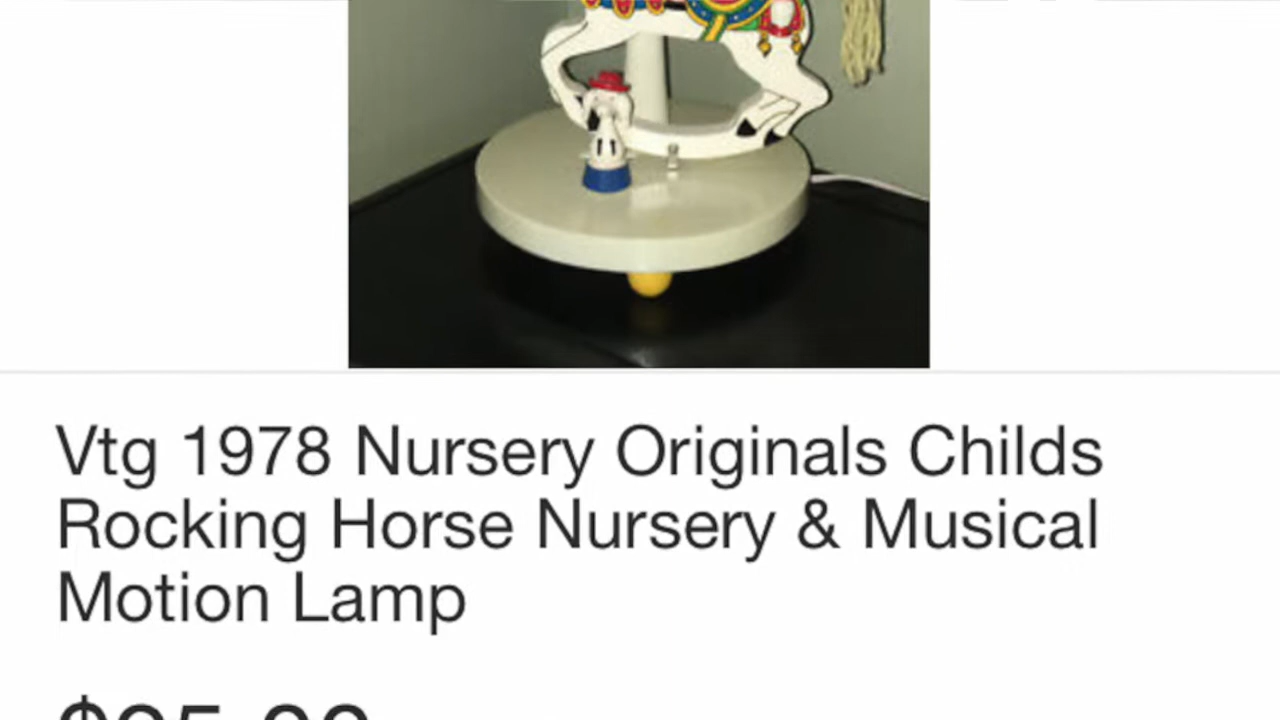 Vtg 1978 Nursery Originals Childs
Rocking Horse Nursery & Musical
Motion Lamp